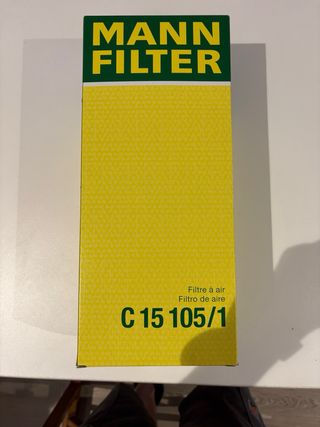 MANN
FILTER
Filtre à air
Filtro de aire
C 15 105/1